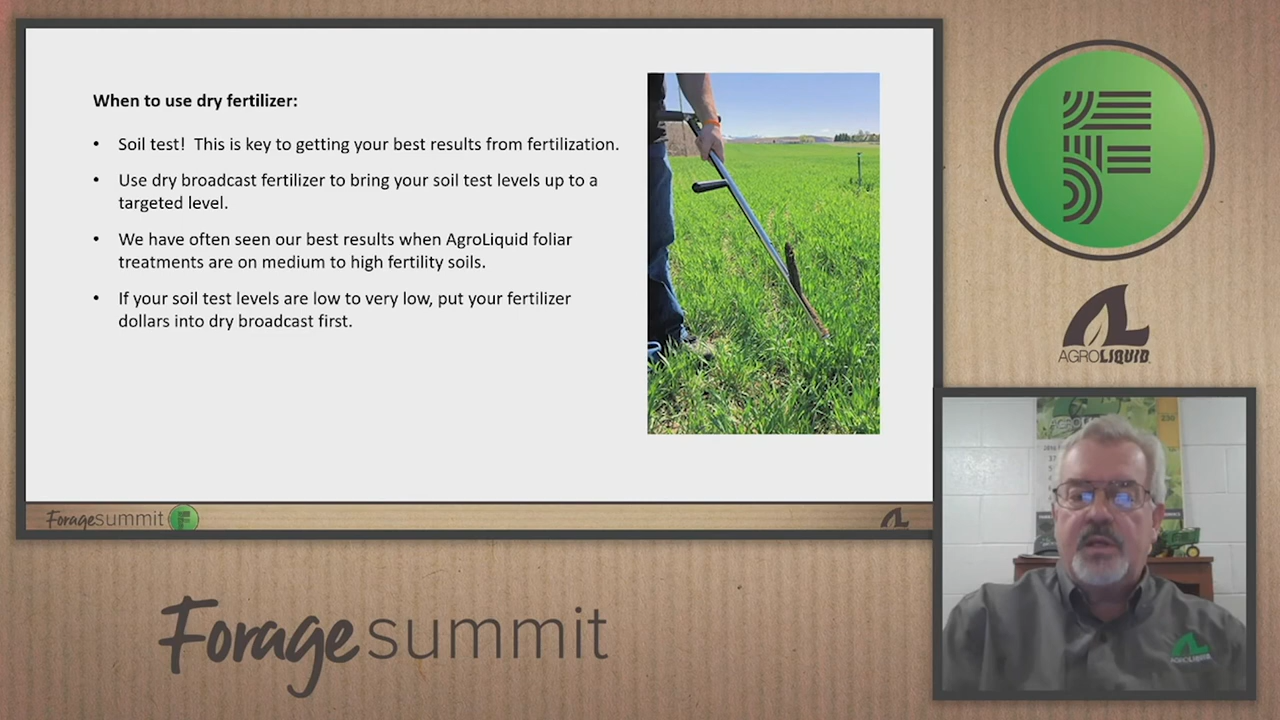 When to use dry fertilizer:
• Soil test! This is key to getting your best results from fertilization.
• Use dry broadcast fertilizer to bring your soil test levels up to a
targeted level.
• We have often seen our best results when AgroLiquid foliar
treatments are on medium to high fertility soils.
• If your soil test levels are low to very low, put your fertilizer
dollars into dry broadcast first.
Foragesummit F
F
AGROLIQUID
Foragesummit
AGROLIQUID